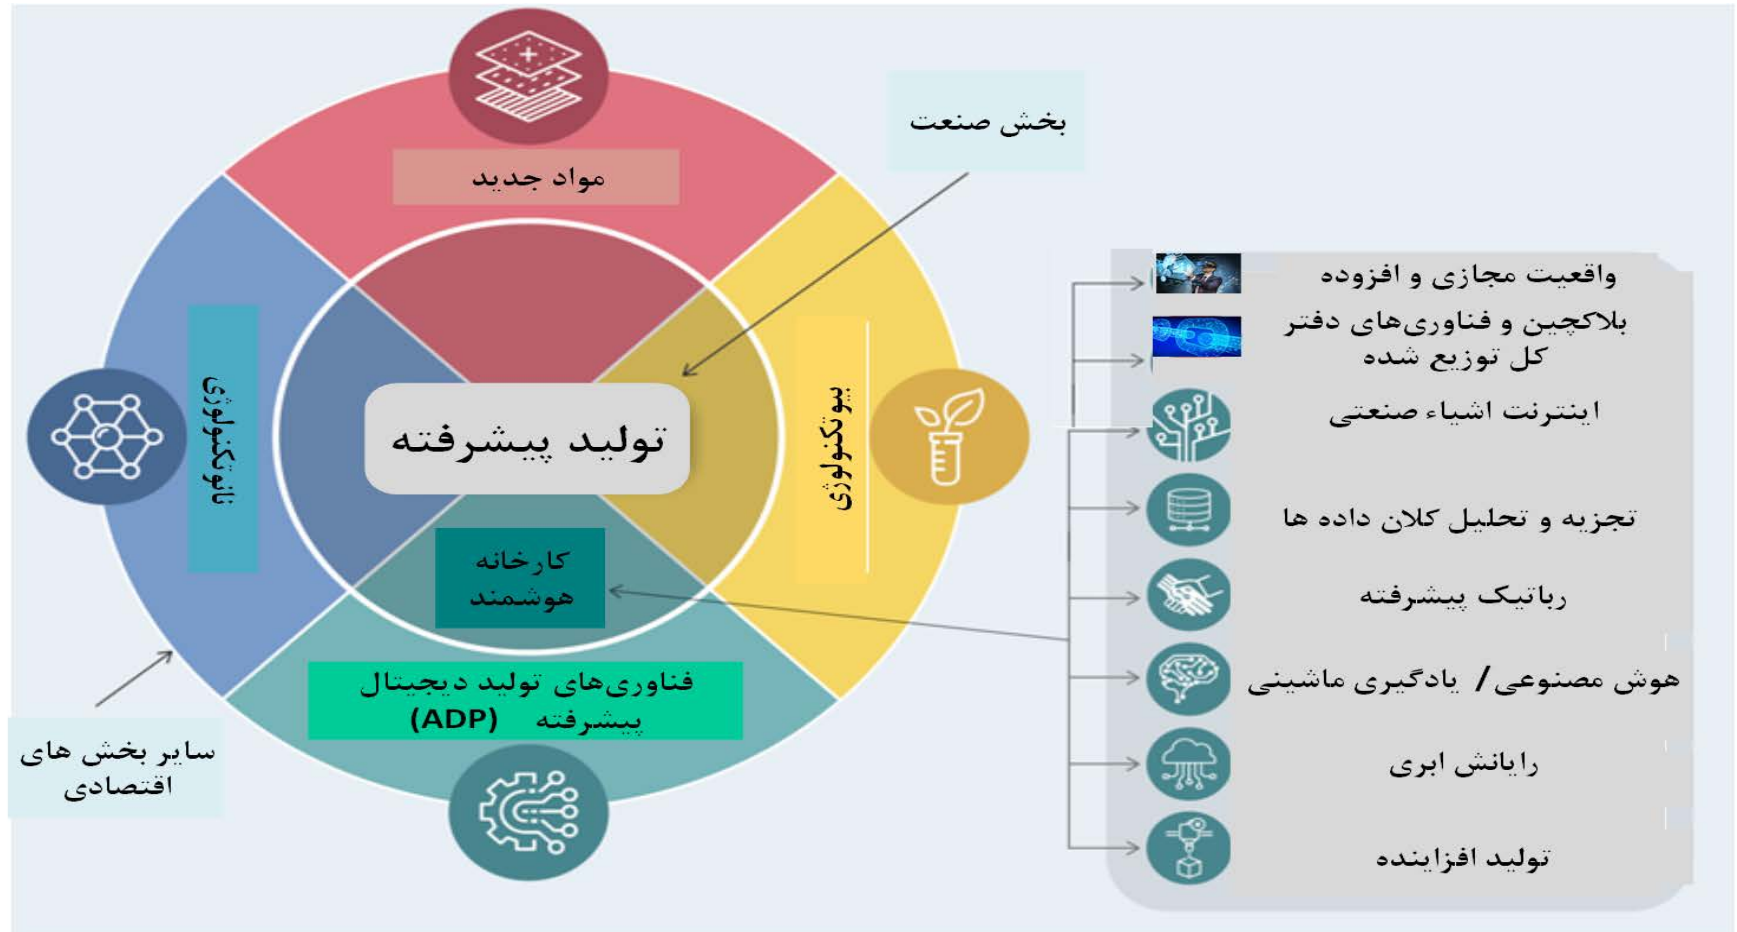 مواد جدید
بخش صنعت
نانوتکنولوژی
تولید پیشرفته
بیوتکنولوژی
کارخانه
هوشمند
فناوری‌های تولید دیجیتال
پیشرفته (ADP)
سایر بخش های
اقتصادی
واقعیت مجازی و افزوده
بلاکچین و فناوری‌های دفتر
کل توزیع شده
اینترنت اشیاء صنعتی
تجزیه و تحلیل کلان داده ها
رباتیک پیشرفته
هوش مصنوعی/ یادگیری ماشینی
رایانش ابری
تولید افزاینده